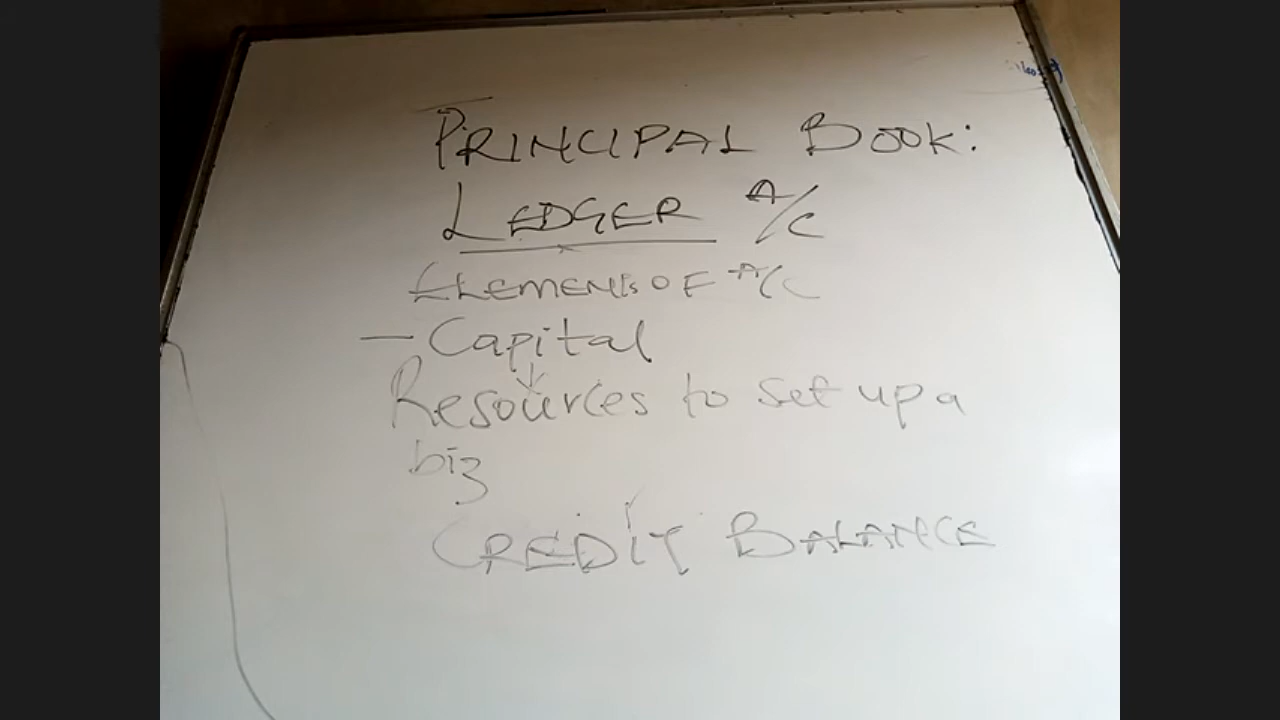 PRINCIPAL BOOK:
LEDGER A/C
ELEMENTS OF A/C
— Capital
Resources to set up a
biz
CREDIT BALANCE